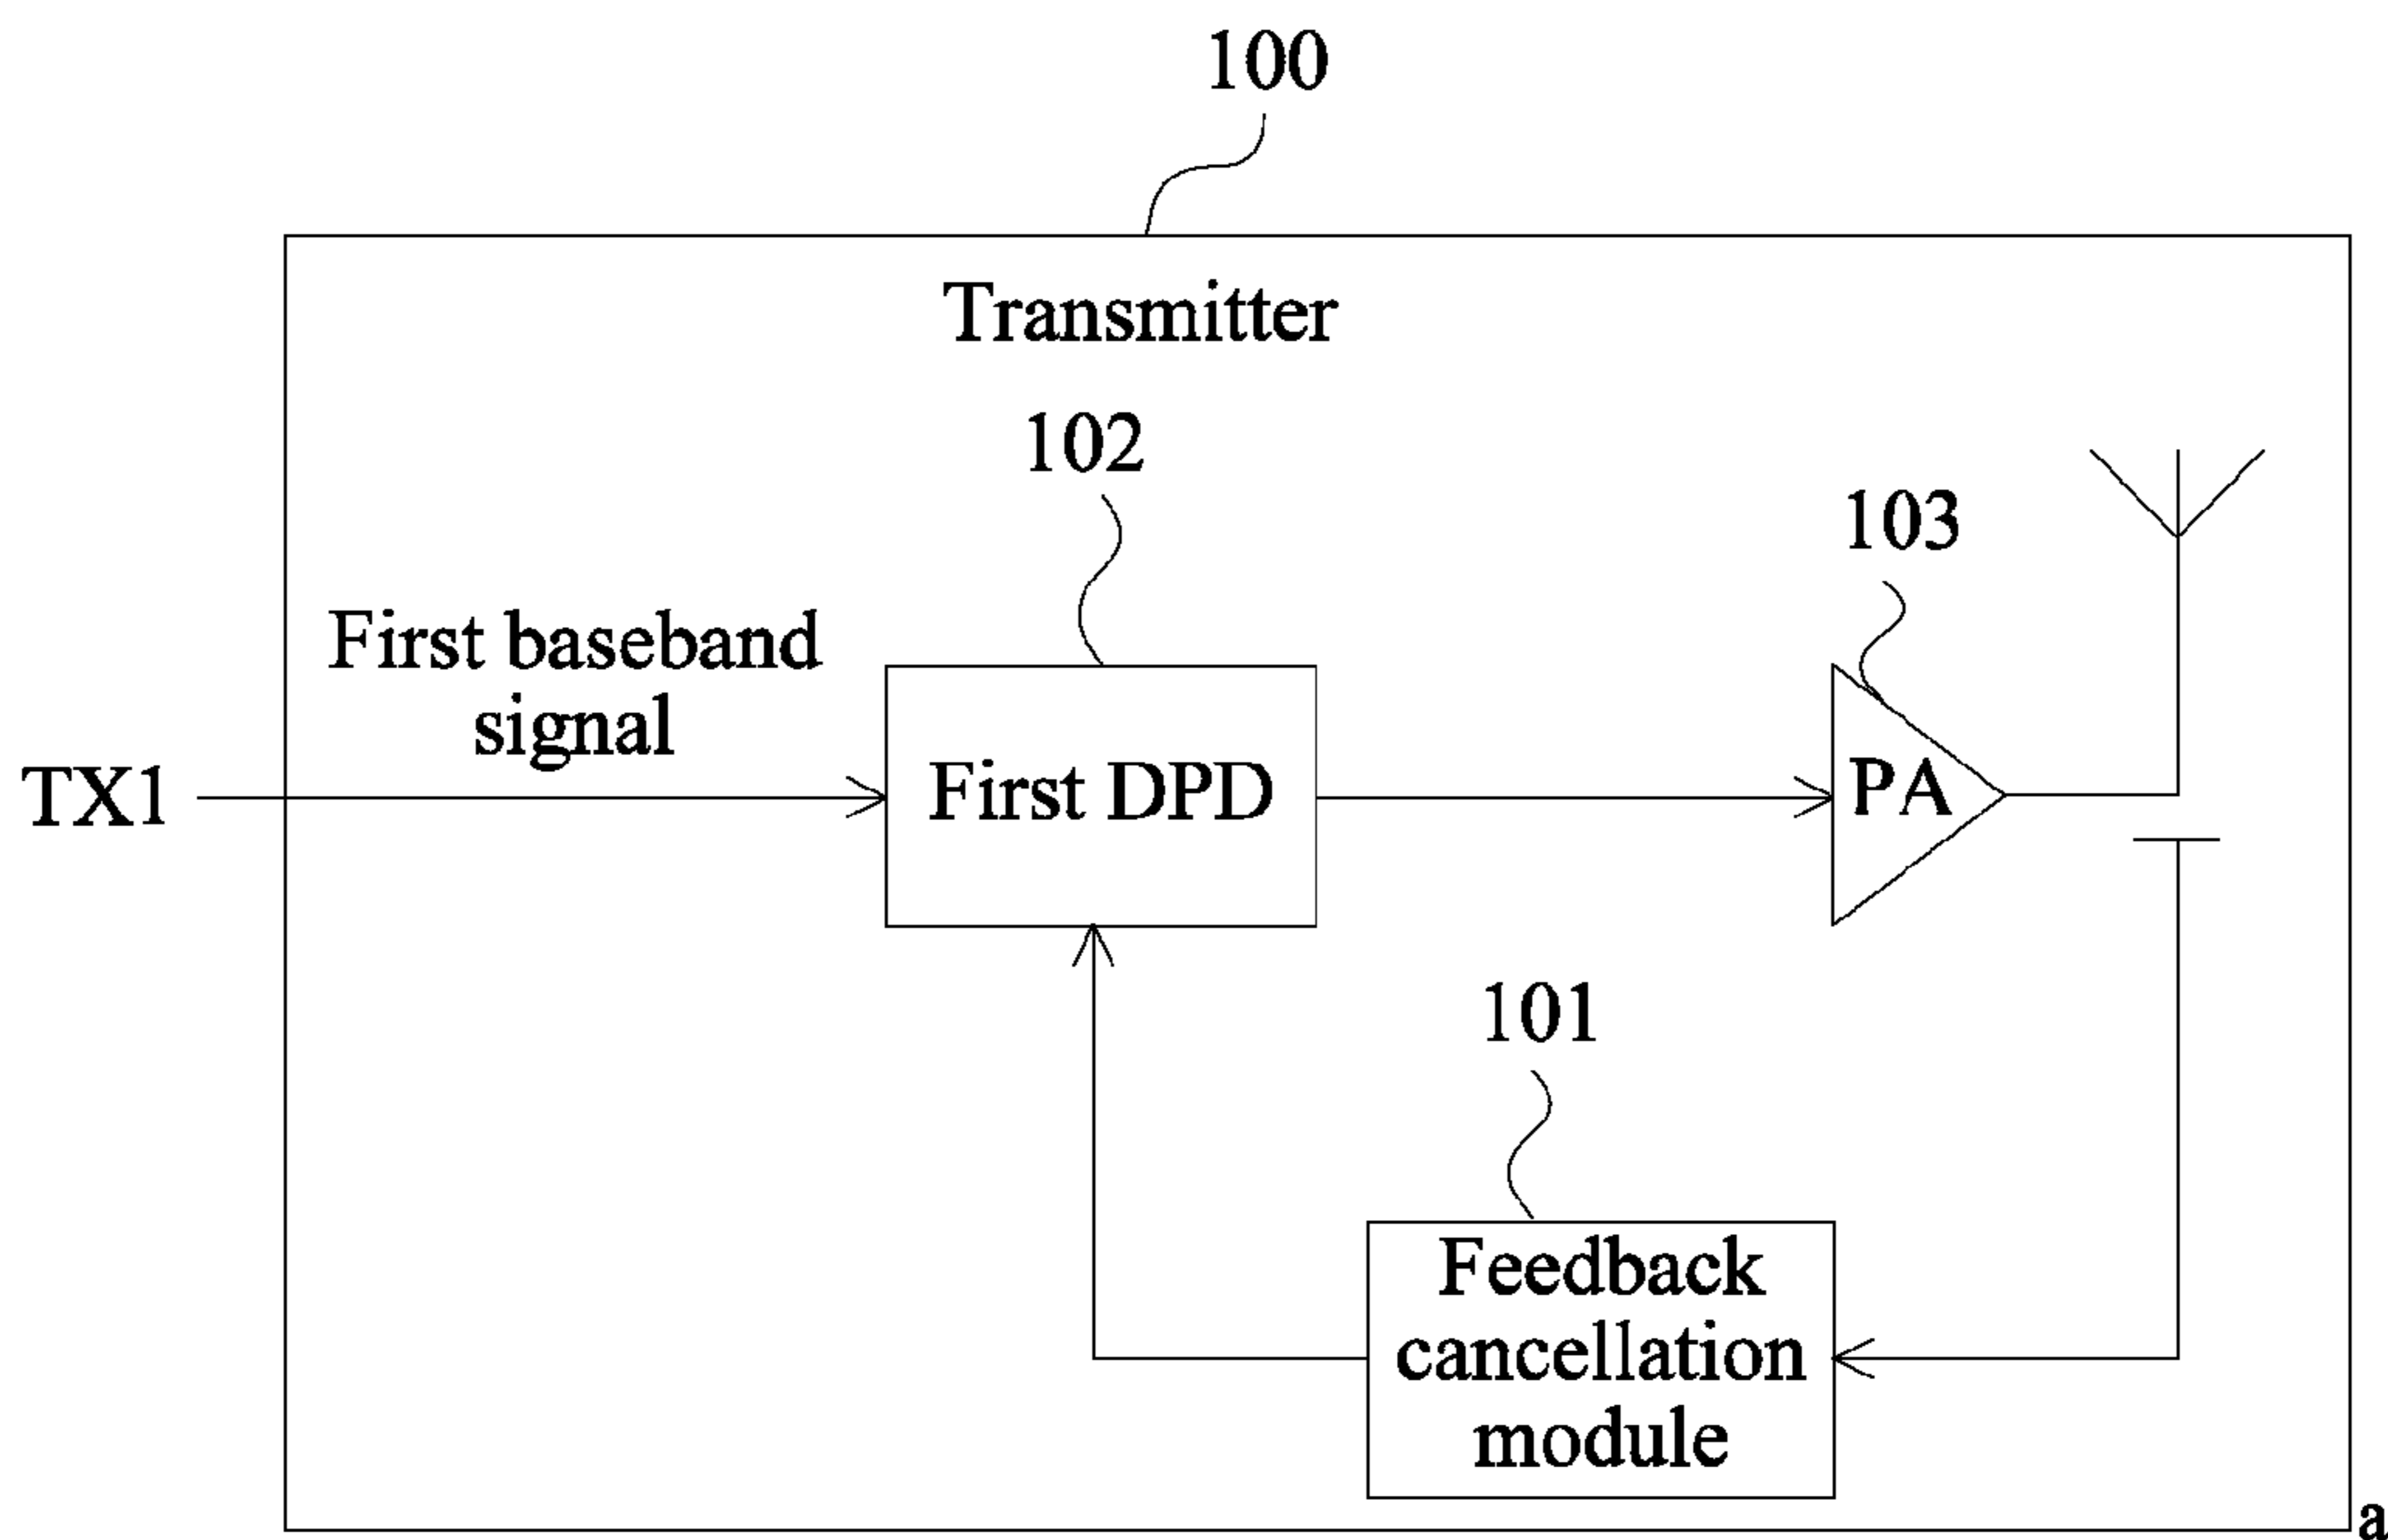 100
Transmitter
102
103
First baseband
signal
TX1
First DPD
PA
101
Feedback
cancellation
module
a